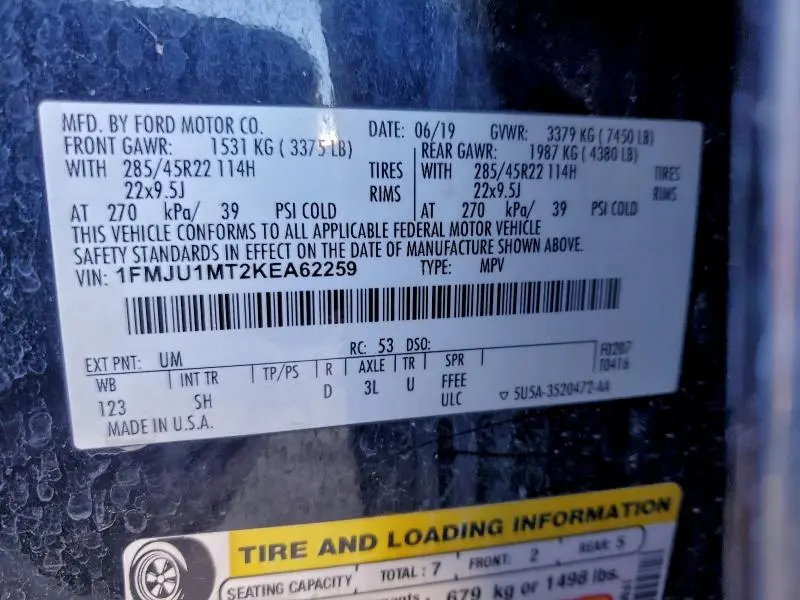 MFD. BY FORD MOTOR CO. DATE: 06/19 GVWR: 3379 KG ( 7450 LB)
FRONT GAWR: 1531 KG ( 3375 LB) REAR GAWR: 1987 KG ( 4380 LB)
WITH 285/45R22 114H TIRES WITH 285/45R22 114H TIRES
22x9.5J RIMS 22x9.5J RIMS
AT 270 kPa/ 39 PSI COLD AT 270 kPa/ 39 PSI COLD
THIS VEHICLE CONFORMS TO ALL APPLICABLE FEDERAL MOTOR VEHICLE
SAFETY STANDARDS IN EFFECT ON THE DATE OF MANUFACTURE SHOWN ABOVE.
VIN: 1FMJU1MT2KEA62259 TYPE: MPV
EXT PNT: UM RC: 53 DSO: F0207
WB INT TR TP/PS R AXLE TR SPR T0416
123 SH D 3L U FFEE
ULC ▽ 5U5A-3520472-AA
MADE IN U.S.A.
TIRE AND LOADING INFORMATION
SEATING CAPACITY TOTAL: 7 FRONT: 2 REAR: 5
679 kg or 1498 lbs.